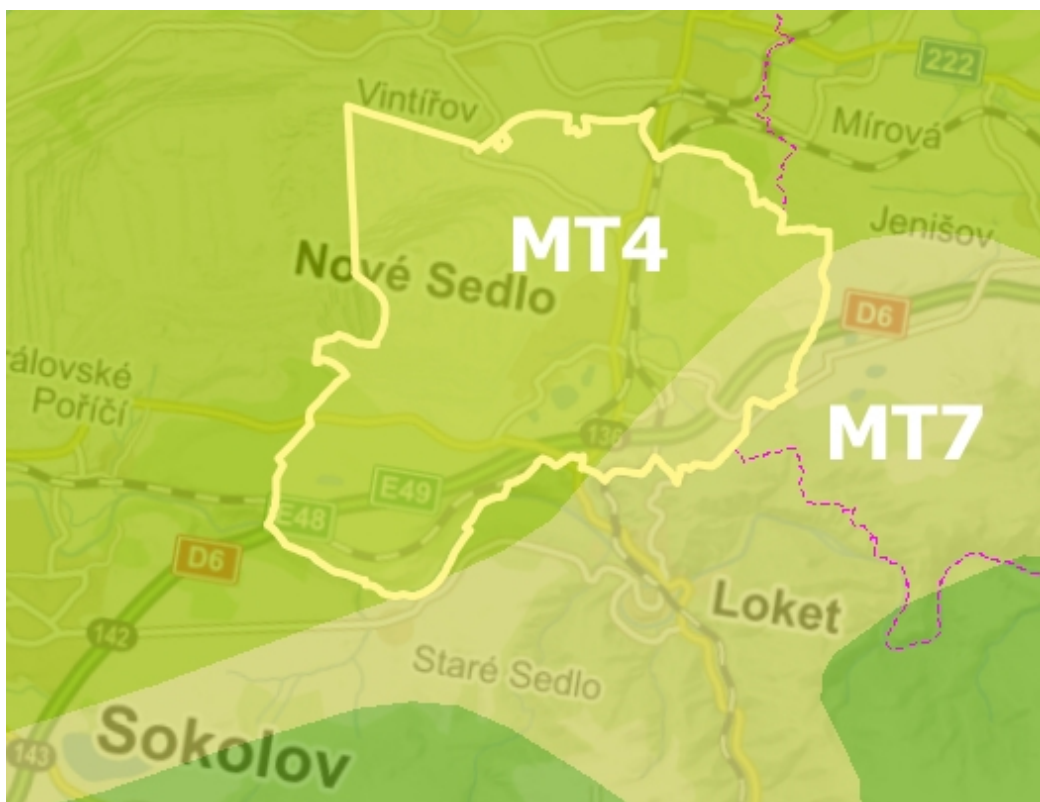 222
Vintířov
Mírová
MT4
Jenišov
Nové Sedlo
D6
rálovské
Poříčí
MT7
136
E49
E48
D6
Loket
142
Staré Sedlo
Sokolov
143